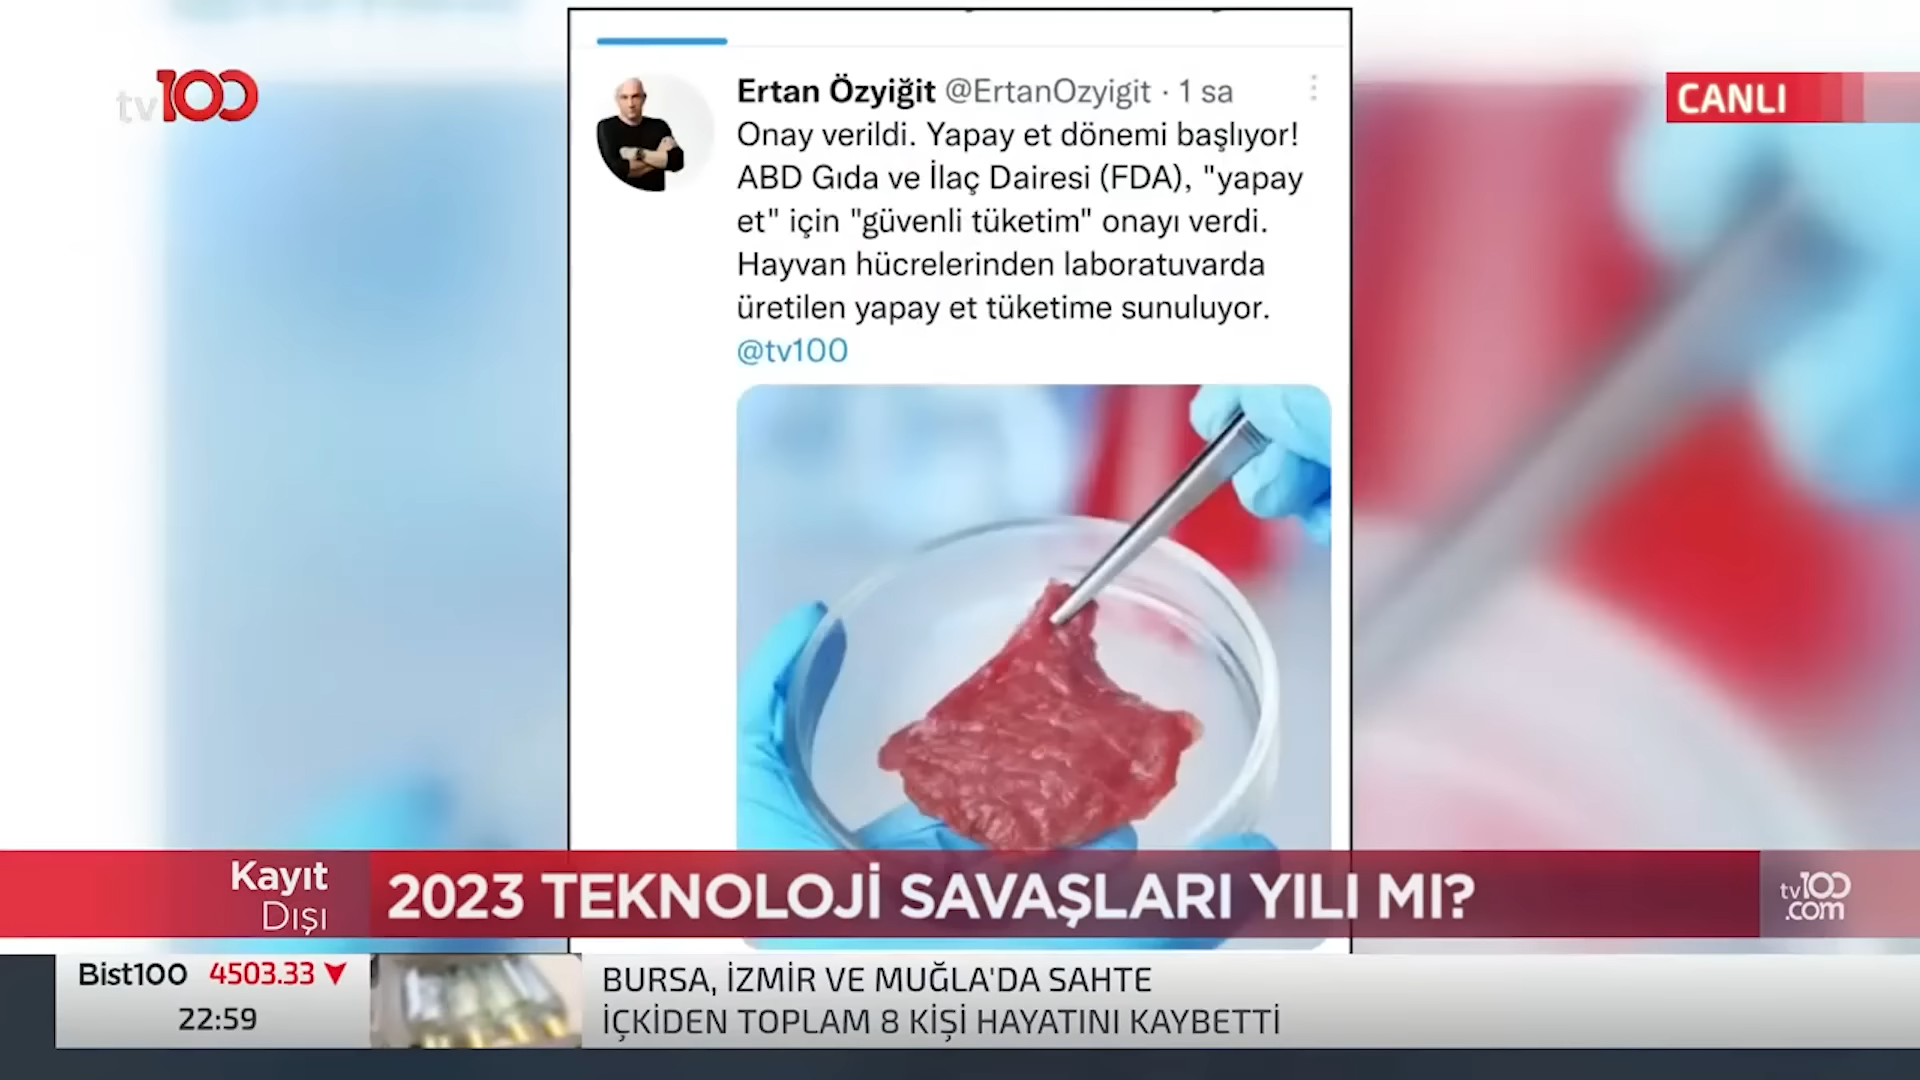 tv100
CANLI
Ertan Özyiğit @ErtanOzyigit · 1 sa
Onay verildi. Yapay et dönemi başlıyor!
ABD Gıda ve İlaç Dairesi (FDA), "yapay
et" için "güvenli tüketim" onayı verdi.
Hayvan hücrelerinden laboratuvarda
üretilen yapay et tüketime sunuluyor.
@tv100
Kayıt
Dışı
2023 TEKNOLOJİ SAVAŞLARI YILI MI?
tv100
.com
Bist100 4503.33
22:59
BURSA, İZMİR VE MUĞLA'DA SAHTE
İÇKİDEN TOPLAM 8 KİŞİ HAYATINI KAYBETTİ